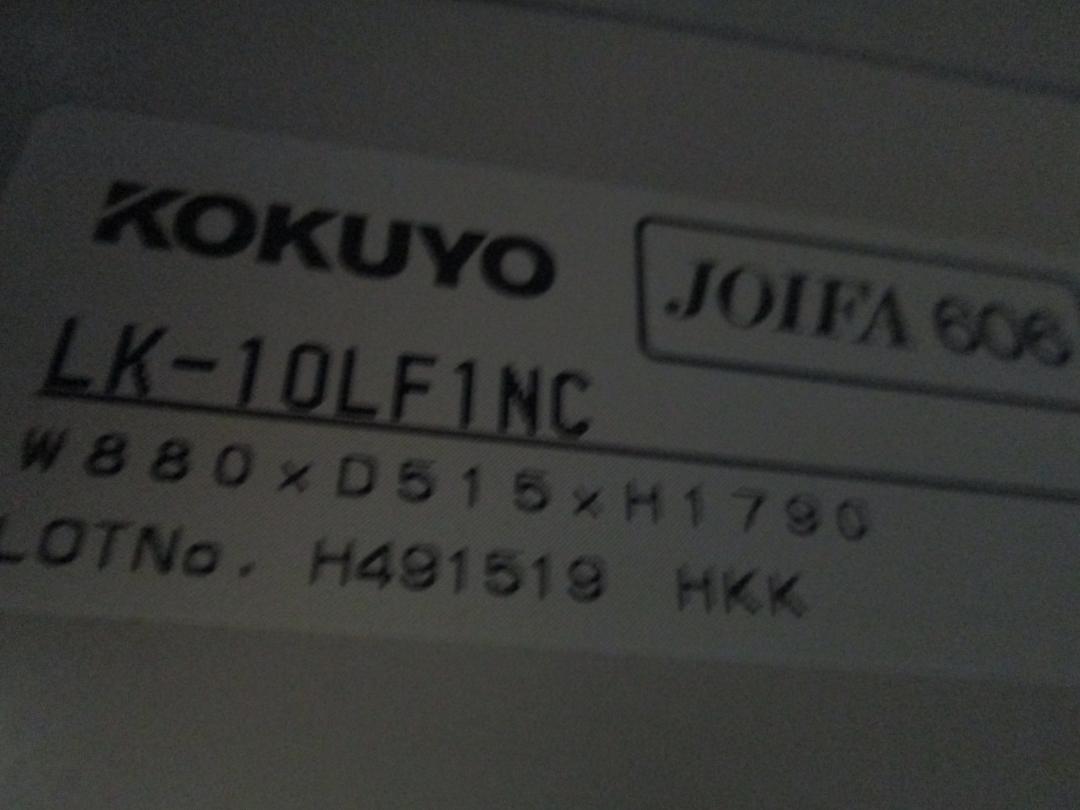 KOKUYO
JOIFA 606
LK-10LF1NC
W880×D515×H1790
LOTNo. H491519 HKK